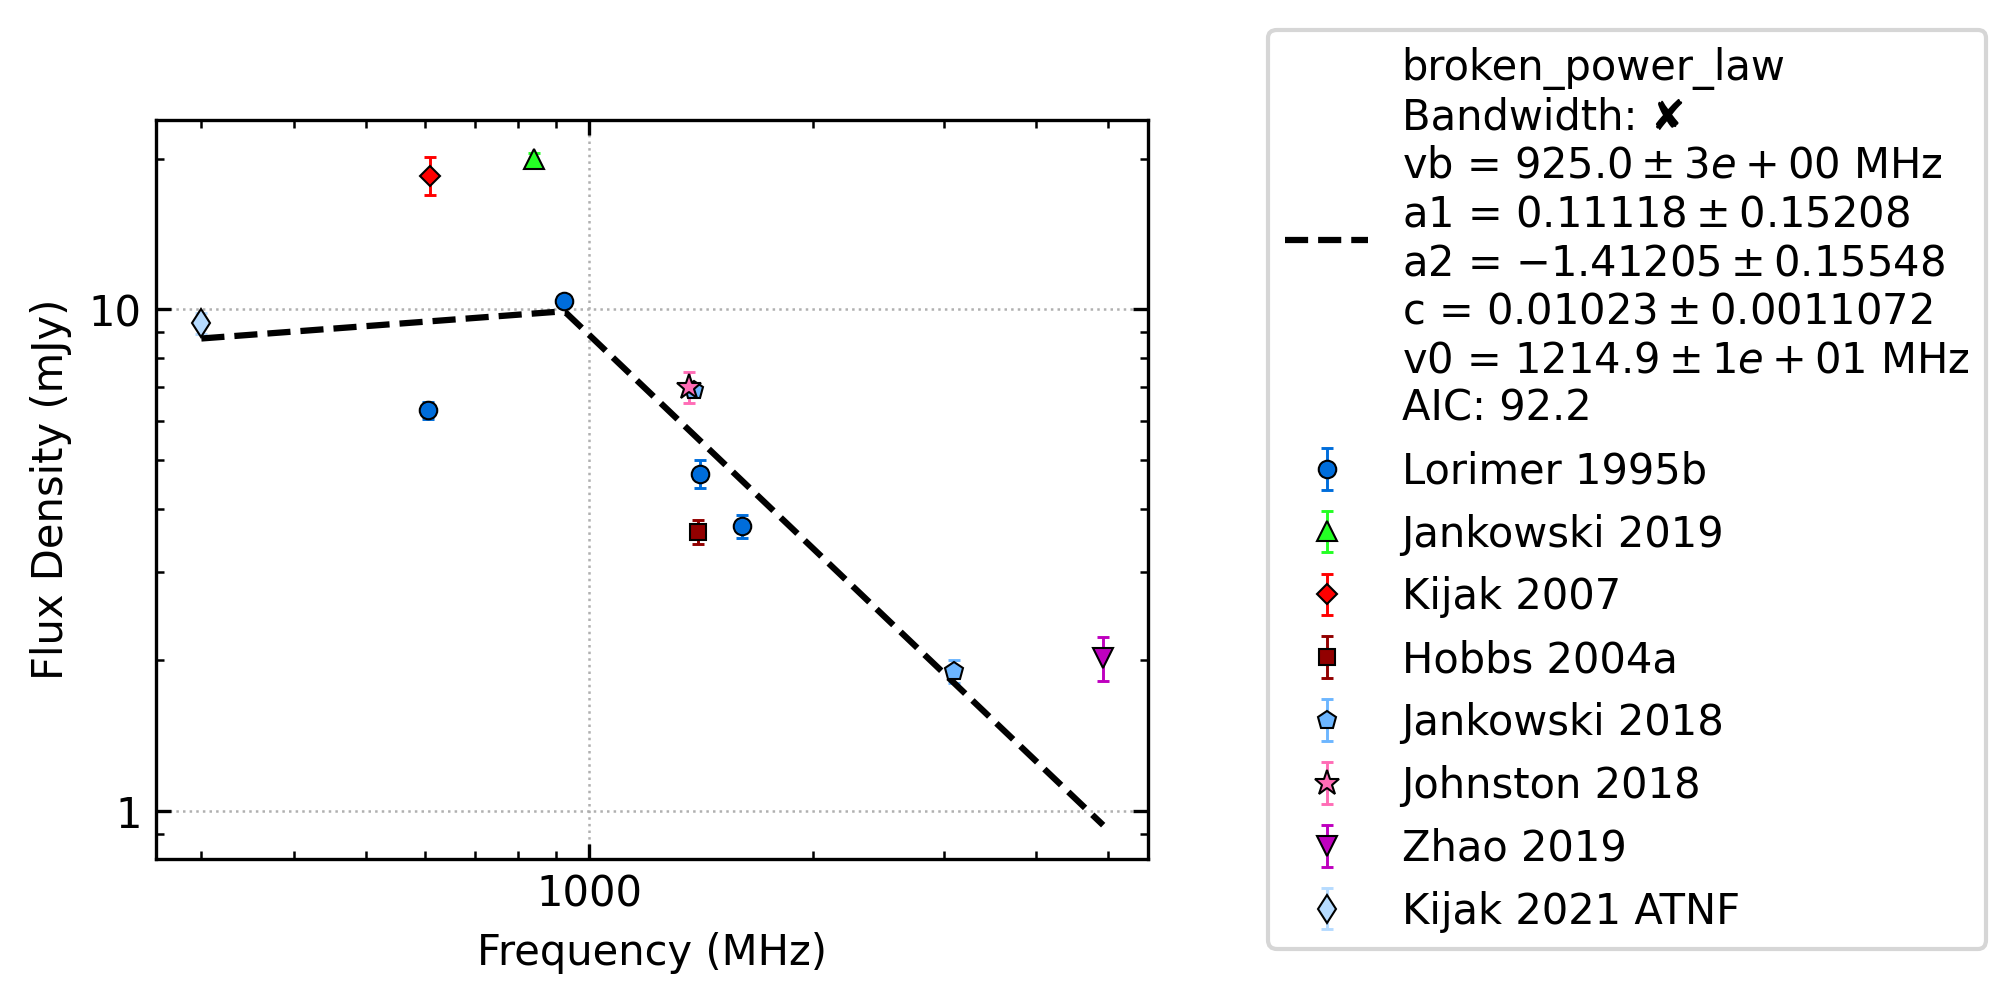 broken_power_law
Bandwidth: ✘
vb = 925.0 ± 3e + 00 MHz
a1 = 0.11118 ± 0.15208
a2 = −1.41205 ± 0.15548
c = 0.01023 ± 0.0011072
v0 = 1214.9 ± 1e + 01 MHz
AIC: 92.2
Lorimer 1995b
Jankowski 2019
Kijak 2007
Hobbs 2004a
Jankowski 2018
Johnston 2018
Zhao 2019
Kijak 2021 ATNF
Flux Density (mJy)
10
1
1000
Frequency (MHz)